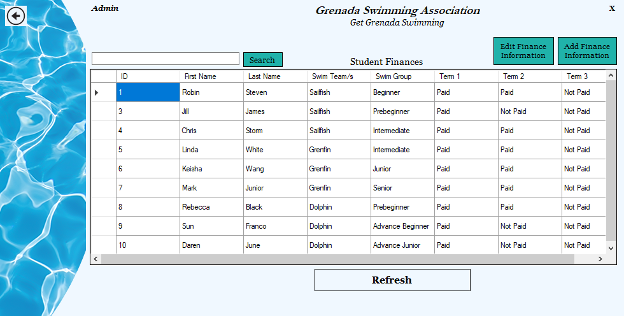 Admin
Grenada Swimming Association
X
Get Grenada Swimming
Search
Student Finances
Edit Finance
Information
Add Finance
Information
ID First Name Last Name Swim Team/s Swim Group Term 1 Term 2 Term 3
1 Robin Steven Sailfish Beginner Paid Paid Not Paid
3 Jill James Sailfish Prebeginner Paid Not Paid Not Paid
4 Chris Storm Sailfish Intermediate Paid Paid Not Paid
5 Linda White Grenfin Intermediate Paid Paid Not Paid
6 Keisha Wang Grenfin Junior Paid Paid Not Paid
7 Mark Junior Grenfin Senior Paid Paid Not Paid
8 Rebecca Black Dolphin Prebeginner Paid Paid Not Paid
9 Sun Franco Dolphin Advance Beginner Paid Not Paid Not Paid
10 Daren June Dolphin Advance Junior Paid Not Paid Not Paid
Refresh